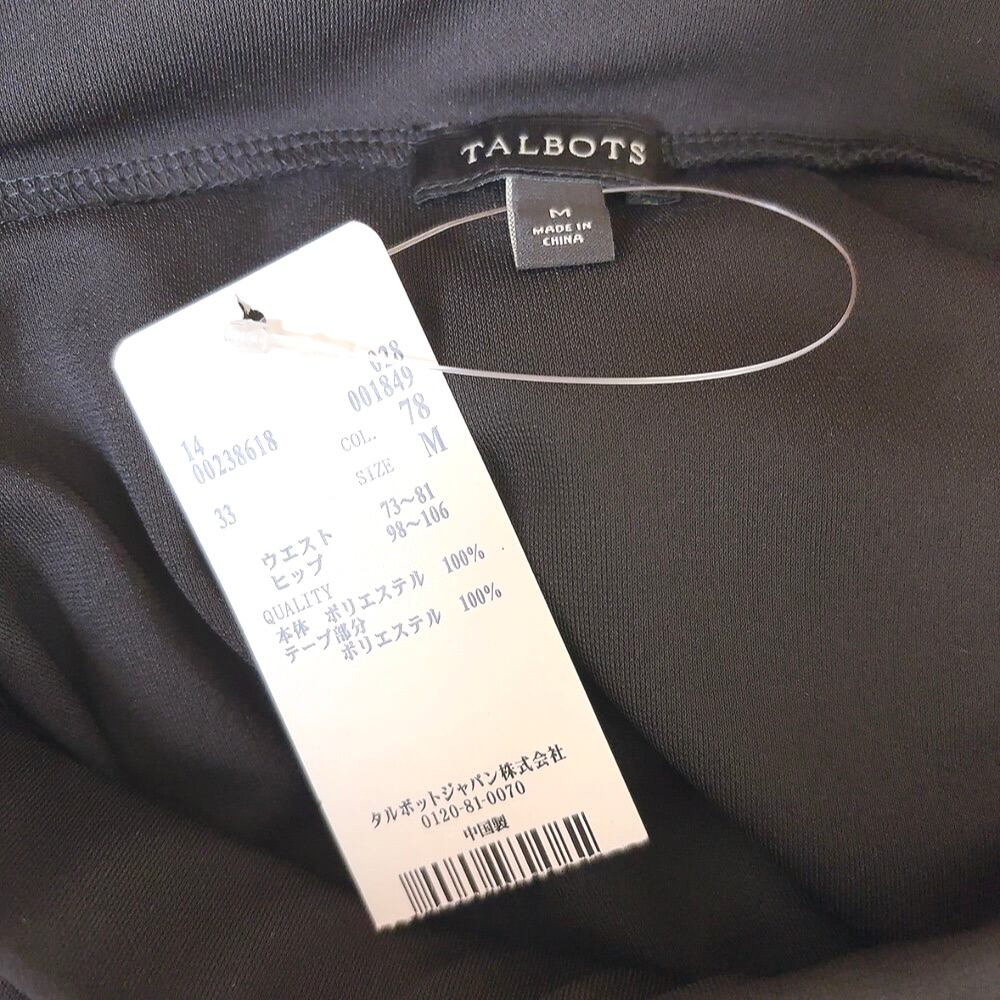 TALBOTS
M
MADE IN
CHINA
028
001849
14 COL. 78
00238618 SIZE M
33
ウエスト 73～81
ヒップ 98～106
QUALITY
本体 ポリエステル 100%
テープ部分
ポリエステル 100%
タルボットジャパン株式会社
0120-81-0070
中国製